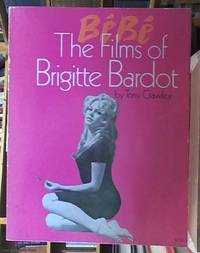 BéBé
The Films of
Brigitte Bardot
by Tony Crawley